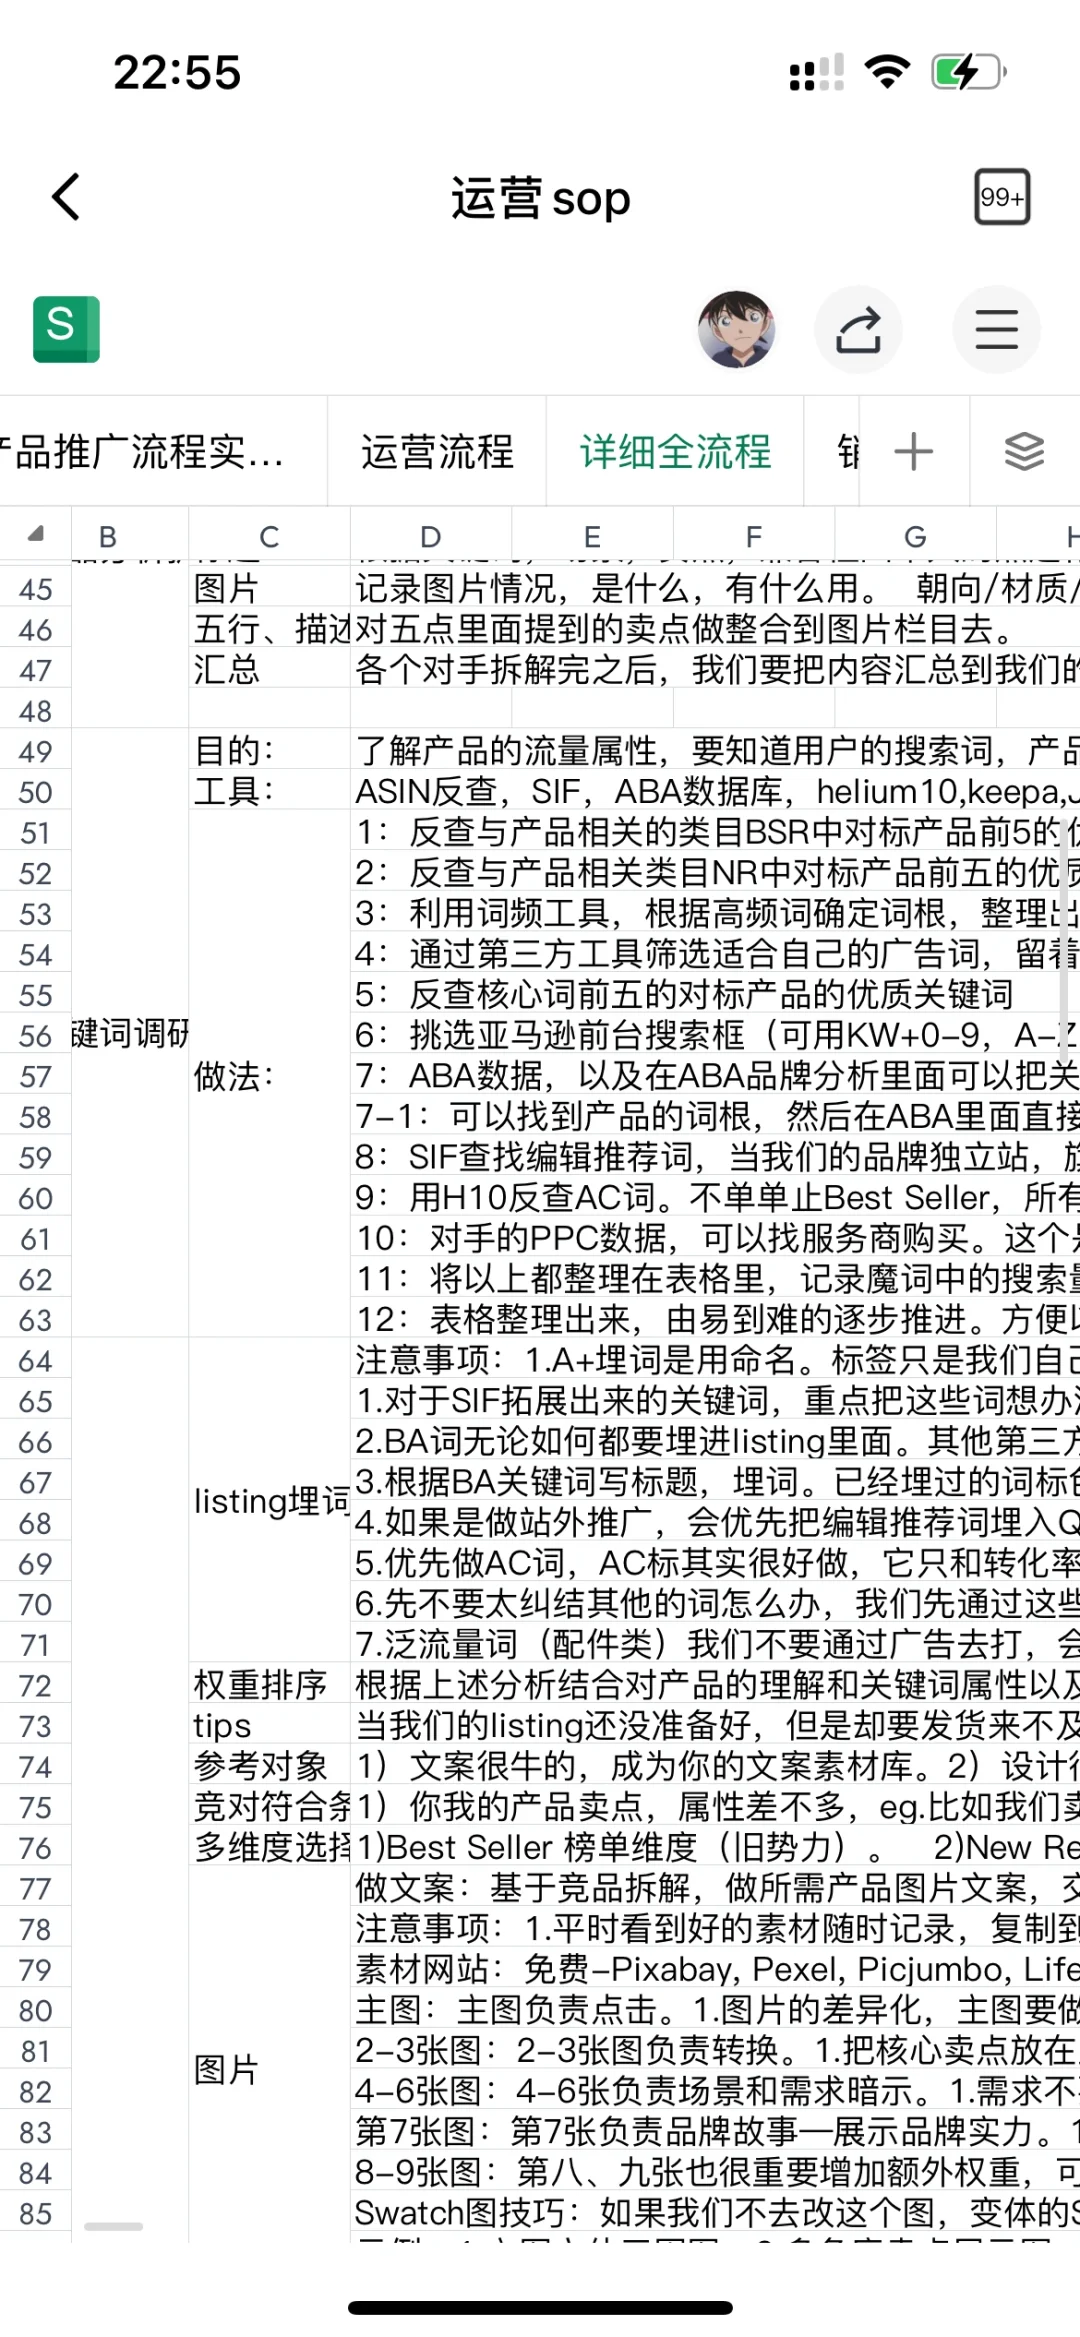 22:55
运营sop
99+
S
产品推广流程实...
运营流程
详细全流程
B C D E F G H
45 图片 记录图片情况，是什么，有什么用。 朝向/材质/
46 五行、描述 对五点里面提到的卖点做整合到图片栏目去。
47 汇总 各个对手拆解完之后，我们要把内容汇总到我们的
48
49 目的： 了解产品的流量属性，要知道用户的搜索词，产品
50 工具： ASIN反查，SIF，ABA数据库，helium10,keepa,J
51 1：反查与产品相关的类目BSR中对标产品前5的
52 2：反查与产品相关类目NR中对标产品前五的优质
53 3：利用词频工具，根据高频词确定词根，整理出
54 4：通过第三方工具筛选适合自己的广告词，留着
55 5：反查核心词前五的对标产品的优质关键词
56 键词调研 6：挑选亚马逊前台搜索框（可用KW+0-9，A-Z
57 做法： 7：ABA数据，以及在ABA品牌分析里面可以把关
58 7-1：可以找到产品的词根，然后在ABA里面直接
59 8：SIF查找编辑推荐词，当我们的品牌独立站，旗
60 9：用H10反查AC词。不单单止Best Seller，所有
61 10：对手的PPC数据，可以找服务商购买。这个是
62 11：将以上都整理在表格里，记录魔词中的搜索量
63 12：表格整理出来，由易到难的逐步推进。方便以
64 注意事项：1.A+埋词是用命名。标签只是我们自己
65 1.对于SIF拓展出来的关键词，重点把这些词想办法
66 2.BA词无论如何都要埋进listing里面。其他第三方
67 listing埋词 3.根据BA关键词写标题，埋词。已经埋过的词标色
68 4.如果是做站外推广，会优先把编辑推荐词埋入Q
69 5.优先做AC词，AC标其实很好做，它只和转化率
70 6.先不要太纠结其他的词怎么办，我们先通过这些
71 7.泛流量词（配件类）我们不要通过广告去打，会
72 权重排序 根据上述分析结合对产品的理解和关键词属性以及
73 tips 当我们的listing还没准备好，但是却要发货来不及
74 参考对象 1）文案很牛的，成为你的文案素材库。2）设计很
75 竞对符合条 1）你我的产品卖点，属性差不多，eg.比如我们卖
76 多维度选择 1)Best Seller 榜单维度（旧势力）。 2)New Re
77 做文案：基于竞品拆解，做所需产品图片文案，交
78 注意事项：1.平时看到好的素材随时记录，复制到
79 素材网站：免费-Pixabay, Pexel, Picjumbo, Life
80 主图：主图负责点击。1.图片的差异化，主图要做
81 图片 2-3张图：2-3张图负责转换。1.把核心卖点放在
82 4-6张图：4-6张负责场景和需求暗示。1.需求不
83 第7张图：第7张负责品牌故事—展示品牌实力。1
84 8-9张图：第八、九张也很重要增加额外权重，可
85 Swatch图技巧：如果我们不去改这个图，变体的S